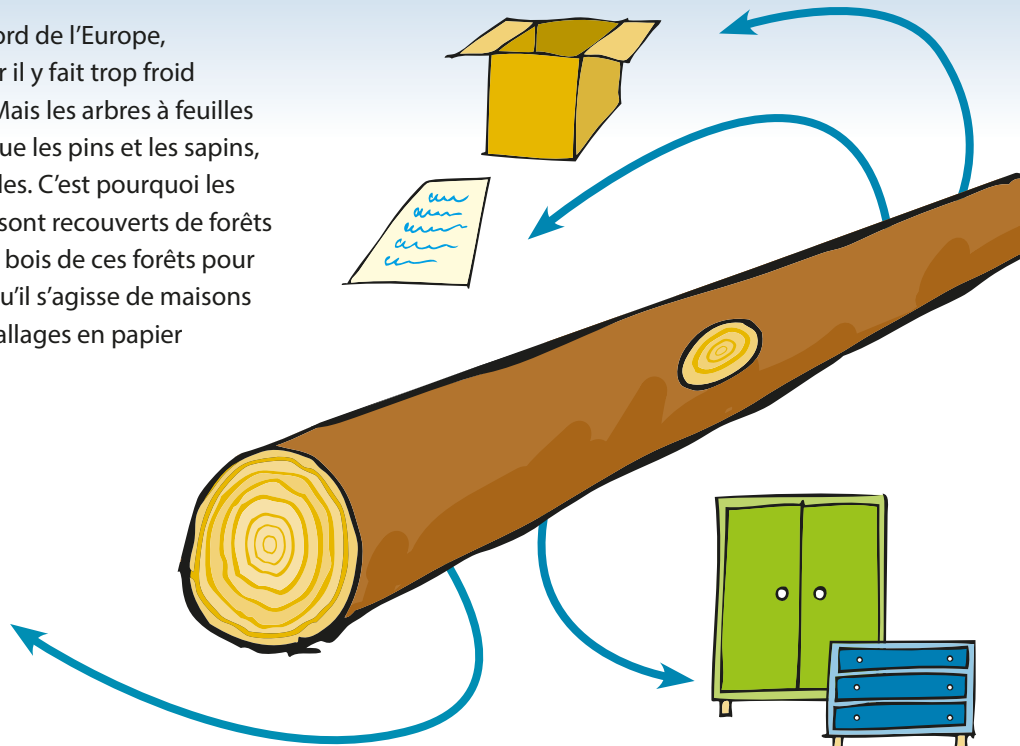 ord de l'Europe,
r il y fait trop froid
Mais les arbres à feuilles
ue les pins et les sapins,
les. C'est pourquoi les
sont recouverts de forêts
bois de ces forêts pour
u'il s'agisse de maisons
allages en papier